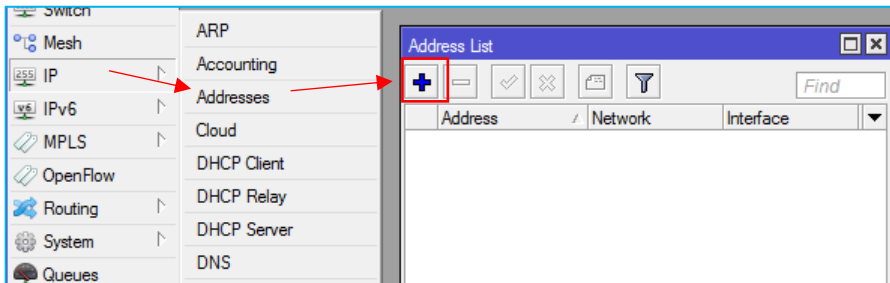 Switch
Mesh
IP
IPv6
MPLS
OpenFlow
Routing
System
Queues
ARP
Accounting
Addresses
Cloud
DHCP Client
DHCP Relay
DHCP Server
DNS
Address List
Find
Address Network Interface